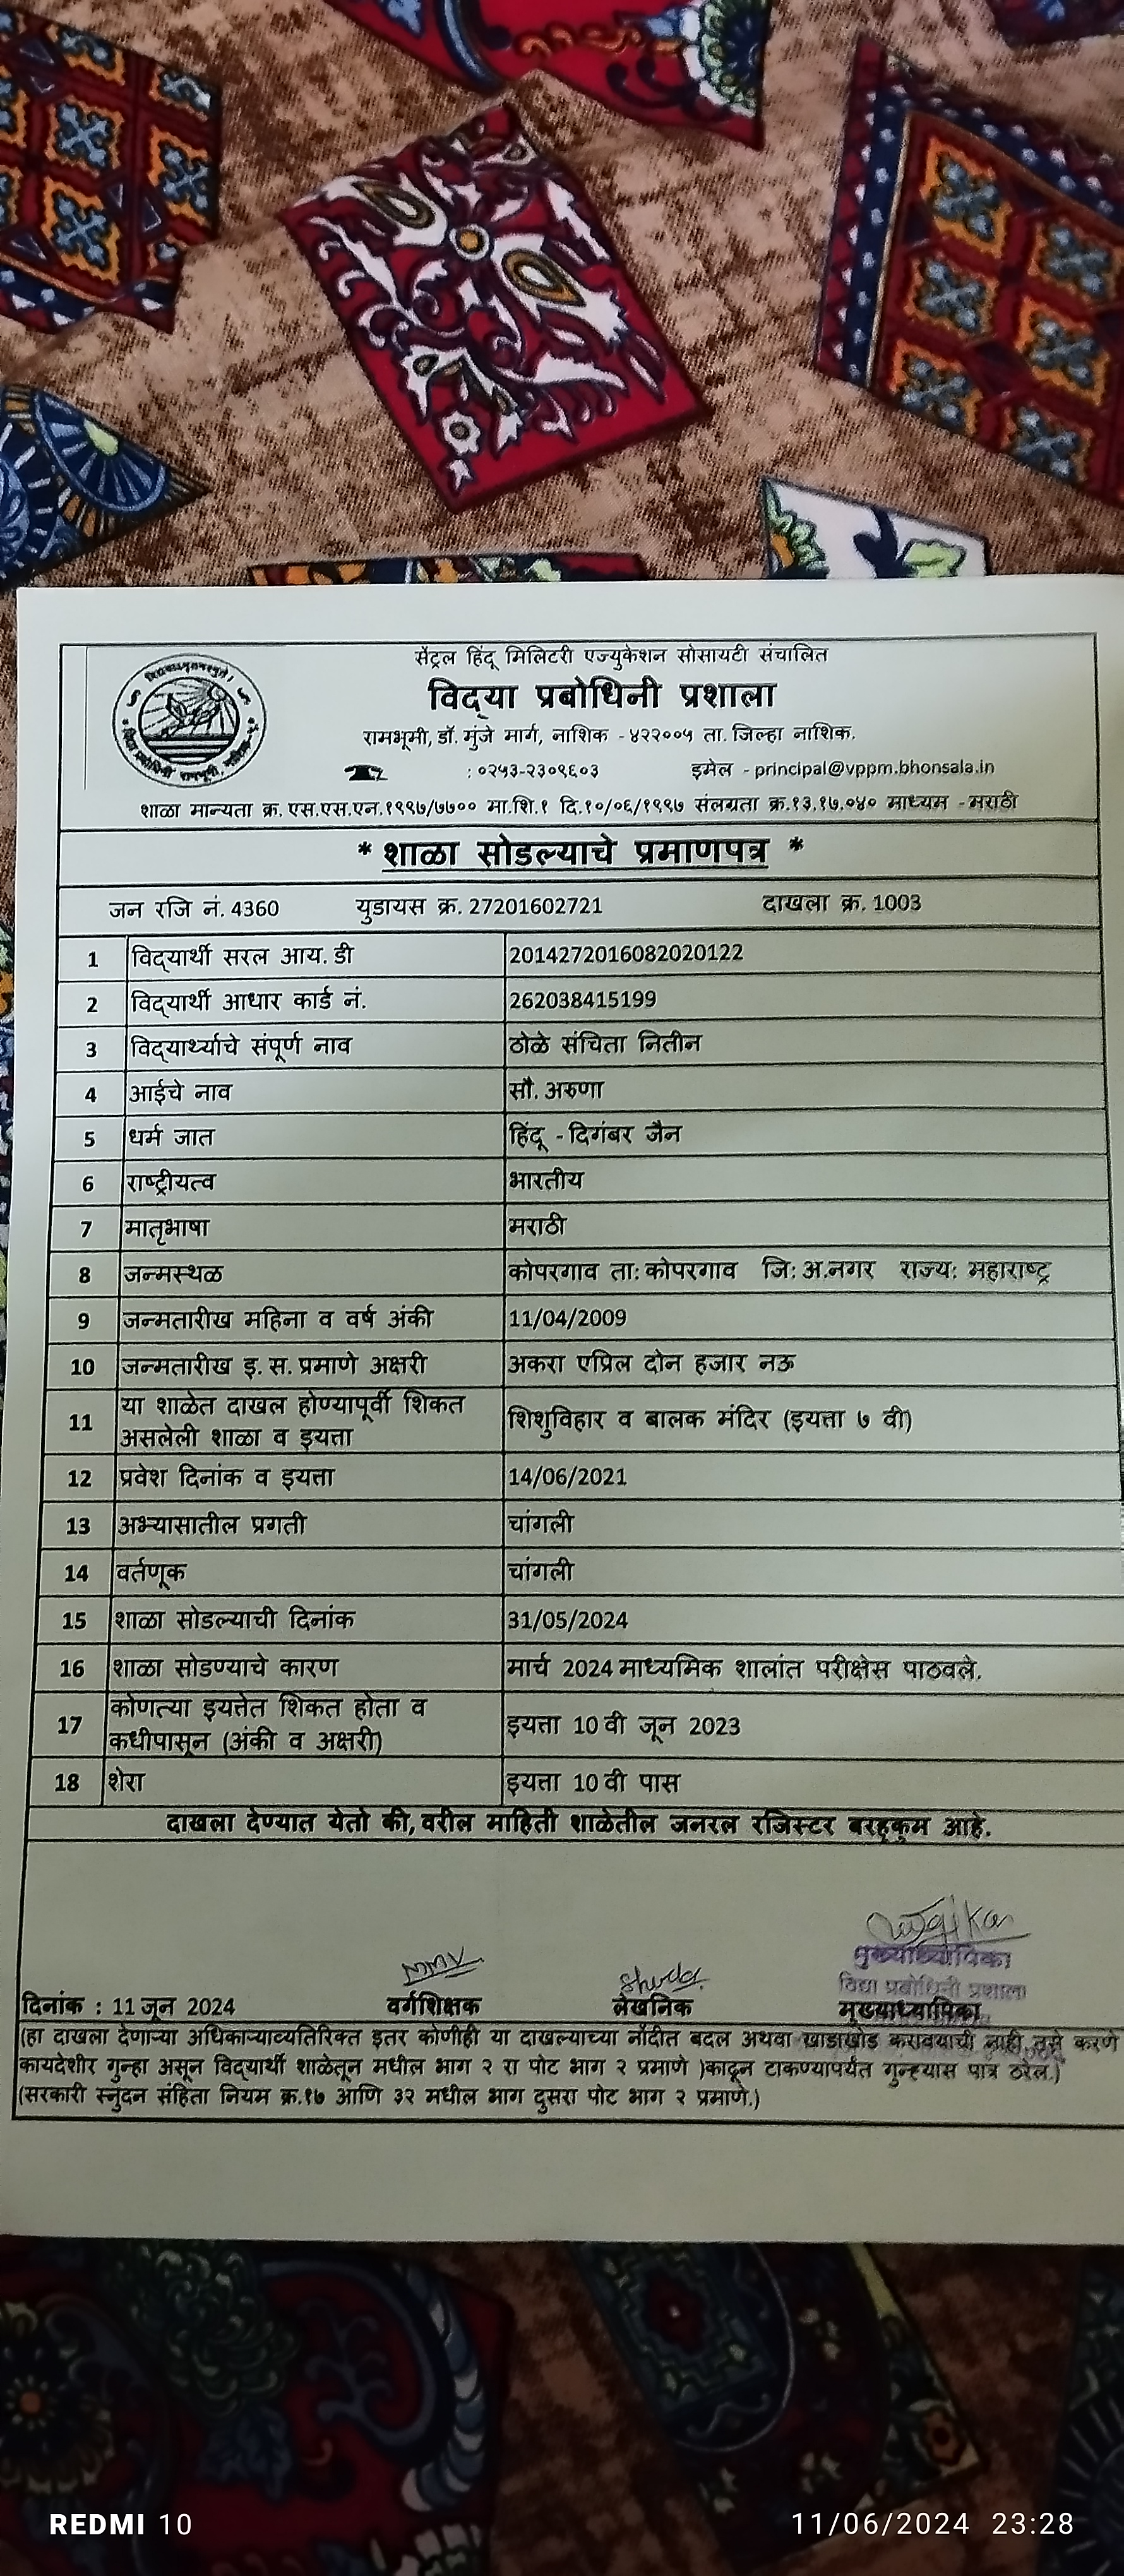 सेंट्रल हिंदू मिलिटरी एज्युकेशन सोसायटी संचालित
विद्‌या प्रबोधिनी प्रशाला
रामभूमी, डॉ. मुंजे मार्ग, नाशिक - ४२२००५ ता. जिल्हा नाशिक.
: ०२५३-२३०९६०३ इमेल - principal@vppm.bhonsala.in
शाळा मान्यता क्र. एस.एस.एन.१९९७/७७०० मा.शि.१ दि.१०/०६/१९९७ संलग्नता क्र.१३.१७.०४० माध्यम - मराठी
* शाळा सोडल्याचे प्रमाणपत्र *
जन रजि नं. 4360 युडायस क्र. 27201602721 दाखला क्र. 1003
1 विद्‌यार्थी सरल आय. डी 2014272016082020122
2 विद्‌यार्थी आधार कार्ड नं. 262038415199
3 विद्‌यार्थ्याचे संपूर्ण नाव ठोळे संचिता नितीन
4 आईचे नाव सौ. अरुणा
5 धर्म जात हिंदू - दिगंबर जैन
6 राष्ट्रीयत्व भारतीय
7 मातृभाषा मराठी
8 जन्मस्थळ कोपरगाव ता: कोपरगाव जि: अ.नगर राज्य: महाराष्ट्र
9 जन्मतारीख महिना व वर्ष अंकी 11/04/2009
10 जन्मतारीख इ. स. प्रमाणे अक्षरी अकरा एप्रिल दोन हजार नऊ
11 या शाळेत दाखल होण्यापूर्वी शिकत
असलेली शाळा व इयत्ता शिशुविहार व बालक मंदिर (इयत्ता ७ वी)
12 प्रवेश दिनांक व इयत्ता 14/06/2021
13 अभ्यासातील प्रगती चांगली
14 वर्तणूक चांगली
15 शाळा सोडल्याची दिनांक 31/05/2024
16 शाळा सोडण्याचे कारण मार्च 2024 माध्यमिक शालांत परीक्षेस पाठवले.
17 कोणत्या इयत्तेत शिकत होता व
कधीपासून (अंकी व अक्षरी) इयत्ता 10 वी जून 2023
18 शेरा इयत्ता 10 वी पास
दाखला देण्यात येतो की, वरील माहिती शाळेतील जनरल रजिस्टर बरहुकुम आहे.
मुख्याध्यापिका
विद्या प्रबोधिनी प्रशाला
दिनांक : 11 जून 2024 वर्गशिक्षक लेखनिक मुख्याध्यापिका
(हा दाखला देणाऱ्या अधिकाऱ्याव्यतिरिक्त इतर कोणीही या दाखल्याच्या नोंदीत बदल अथवा खाडाखोड करावयाची नाही, तसे करणे
कायदेशीर गुन्हा असून विद्‌यार्थी शाळेतून मधील भाग २ रा पोट भाग २ प्रमाणे )काढून टाकण्यापर्यंत गुन्ह्यास पात्र ठरेल.)
(सरकारी स्नुदन संहिता नियम क्र.१७ आणि ३२ मधील भाग दुसरा पोट भाग २ प्रमाणे.)
REDMI 10 11/06/2024 23:28